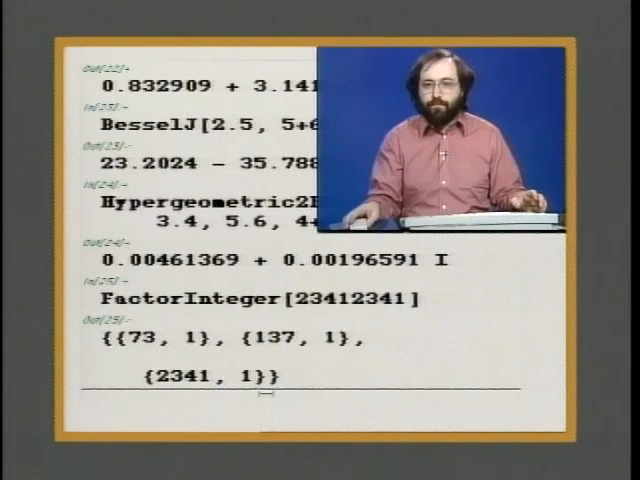 Out[22]=
0.832909 + 3.141
In[23]:=
BesselJ[2.5, 5+6
Out[23]=
23.2024 - 35.788
In[24]:=
Hypergeometric2
3.4, 5.6, 4+
Out[24]=
0.00461369 + 0.00196591 I
In[25]:=
FactorInteger[23412341]
Out[25]=
{{73, 1}, {137, 1},
{2341, 1}}